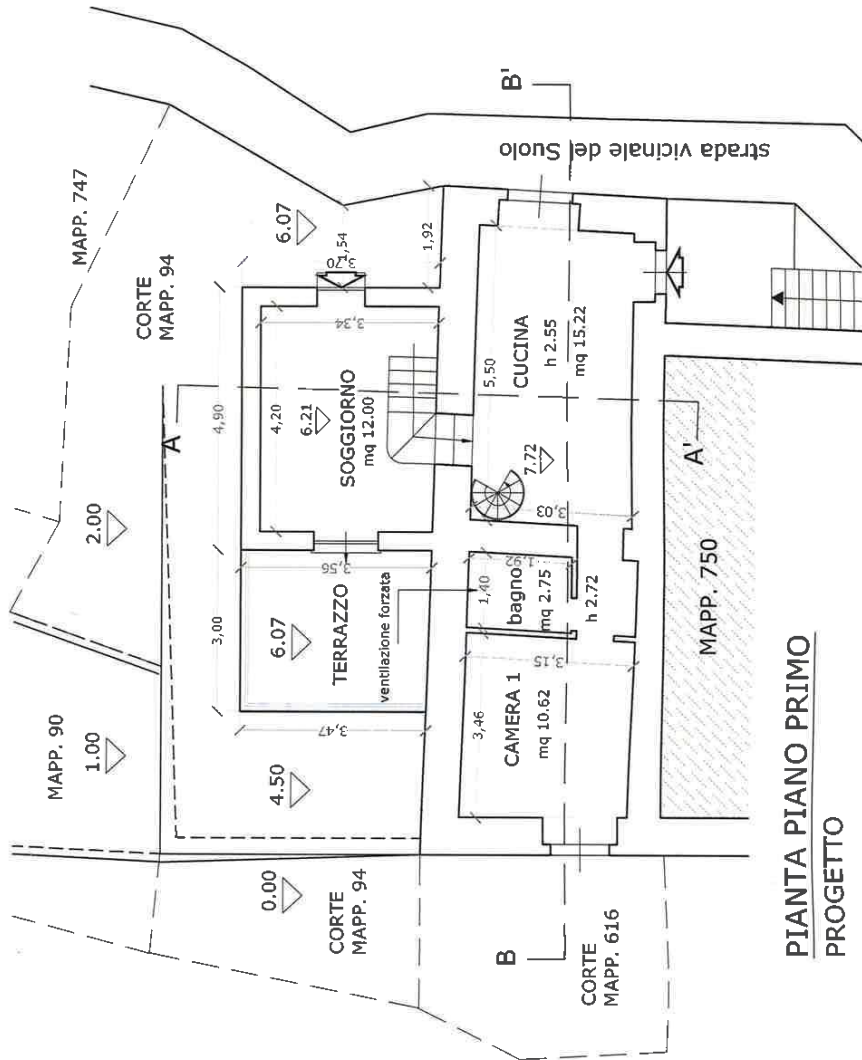 MAPP. 747
CORTE
MAPP. 94
6.07
1,54
3,70
1,92
2.00
MAPP. 90
1.00
4,90
A
4,20
3,34
6.21
SOGGIORNO
mq 12.00
3,00
3,56
6.07
TERRAZZO
ventilazione forzata
3,47
4.50
0.00
CORTE
MAPP. 94
B'
strada vicinale del Suolo
5,50
CUCINA
h 2.55
mq 15.22
7.72
3,03
1,92
1,40
bagno
mq 2.75
h 2.72
3,15
3,46
CAMERA 1
mq 10.62
A'
MAPP. 750
B
CORTE
MAPP. 616
PIANTA PIANO PRIMO
PROGETTO